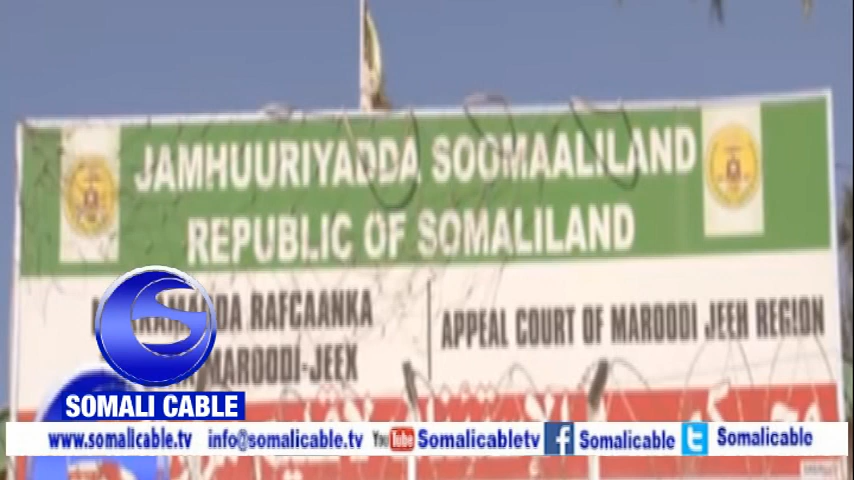 JAMHUURIYADDA SOOMAALILAND
REPUBLIC OF SOMALILAND
RAFCAANKA
MAROODI-JEEX
APPEAL COURT OF MAROODI JEEH REGION
SOMALI CABLE
www.somalicable.tv info@somalicable.tv YouTube Somalicabletv f Somalicable Somalicable